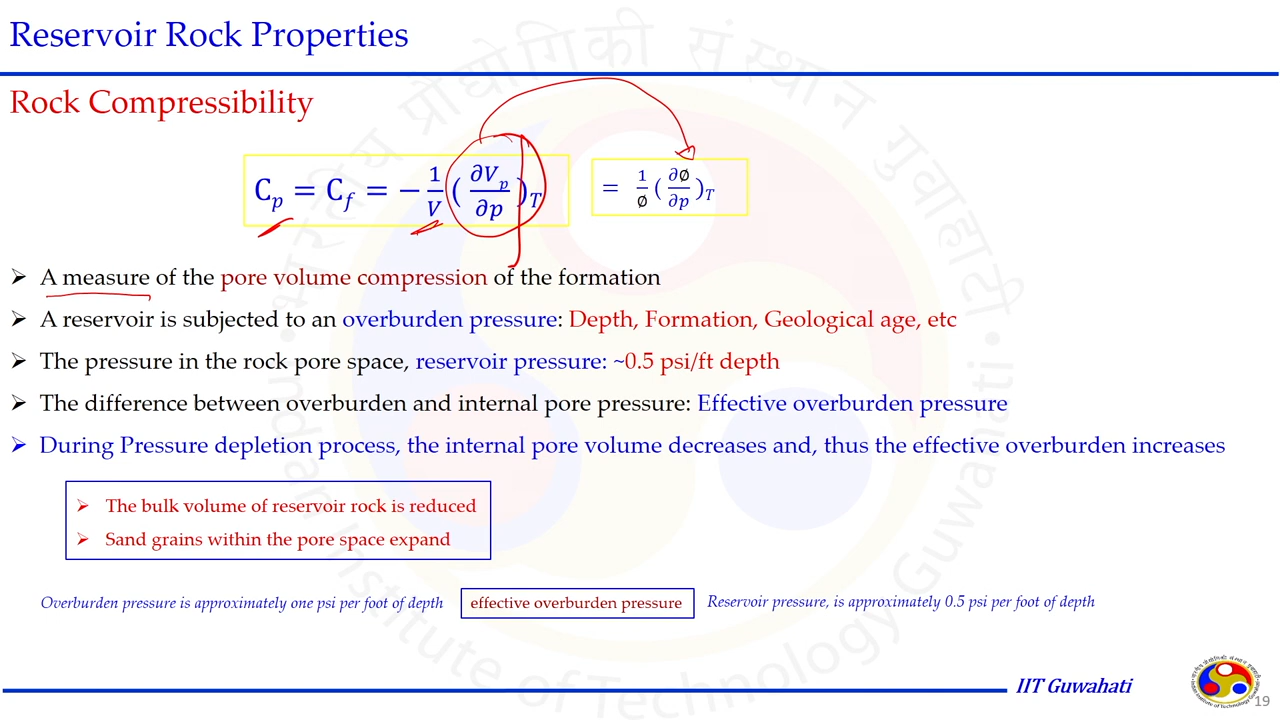 Reservoir Rock Properties
Rock Compressibility
C_p = C_f = −1/V (∂V_p/∂p)_T
= 1/∅ (∂∅/∂p)_T
➢ A measure of the pore volume compression of the formation
➢ A reservoir is subjected to an overburden pressure: Depth, Formation, Geological age, etc
➢ The pressure in the rock pore space, reservoir pressure: ~0.5 psi/ft depth
➢ The difference between overburden and internal pore pressure: Effective overburden pressure
➢ During Pressure depletion process, the internal pore volume decreases and, thus the effective overburden increases
➢ The bulk volume of reservoir rock is reduced
➢ Sand grains within the pore space expand
Overburden pressure is approximately one psi per foot of depth
effective overburden pressure
Reservoir pressure, is approximately 0.5 psi per foot of depth
IIT Guwahati
19
भारतीय प्रौद्योगिकी संस्थान गुवाहाटी
Indian Institute of Technology Guwahati